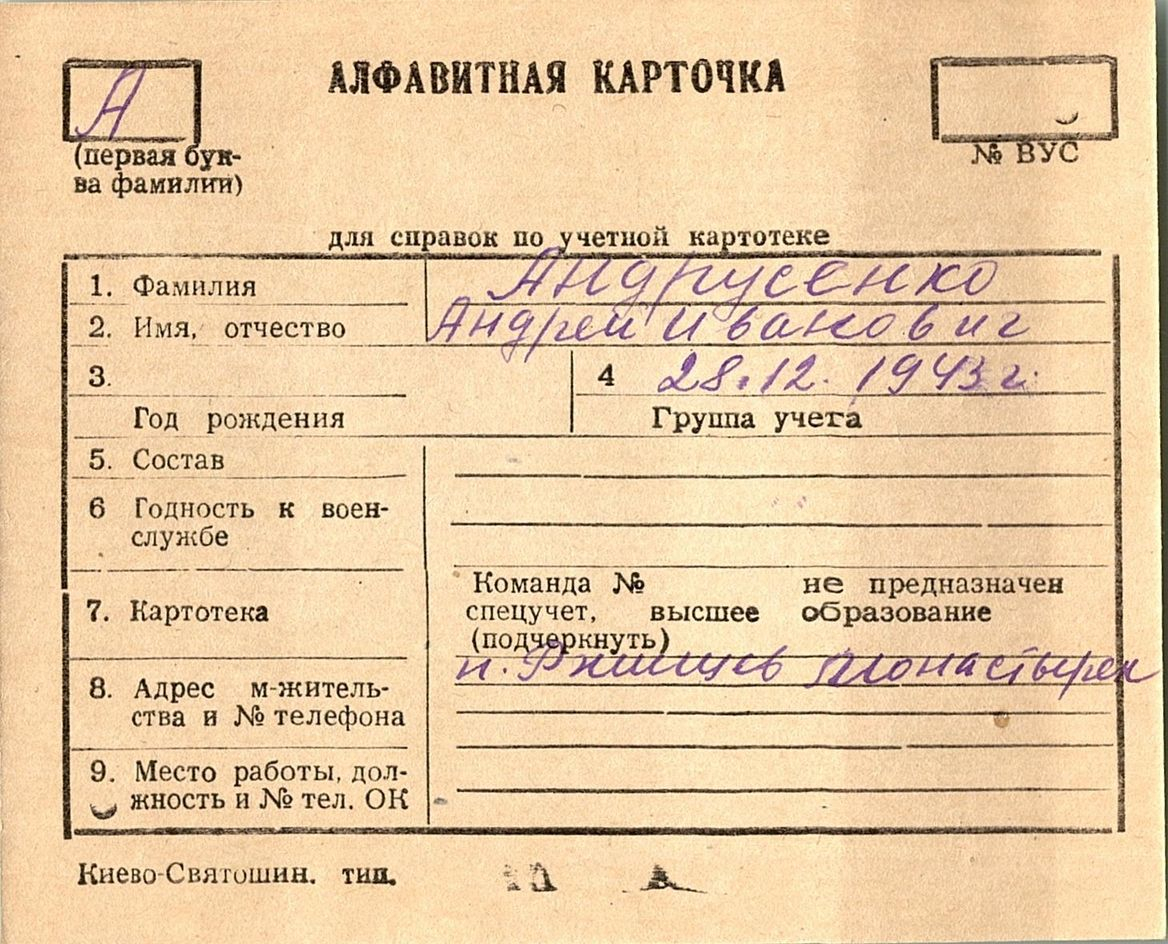 А
АЛФАВИТНАЯ КАРТОЧКА
(первая бук-
ва фамилии)
№ ВУС
для справок по учетной картотеке
1. Фамилия Андрусенко
2. Имя, отчество Андрей Иванович
3. 4 28.12.1943 г.
Год рождения Группа учета
5. Состав
6 Годность к воен-
службе
7. Картотека
Команда № не предназначен
спецучет, высшее образование
(подчеркнуть)
п. Ржищев Монастырек
8. Адрес м-житель-
ства и № телефона
9. Место работы, дол-
жность и № тел. ОК
Киево-Святошин. тип.